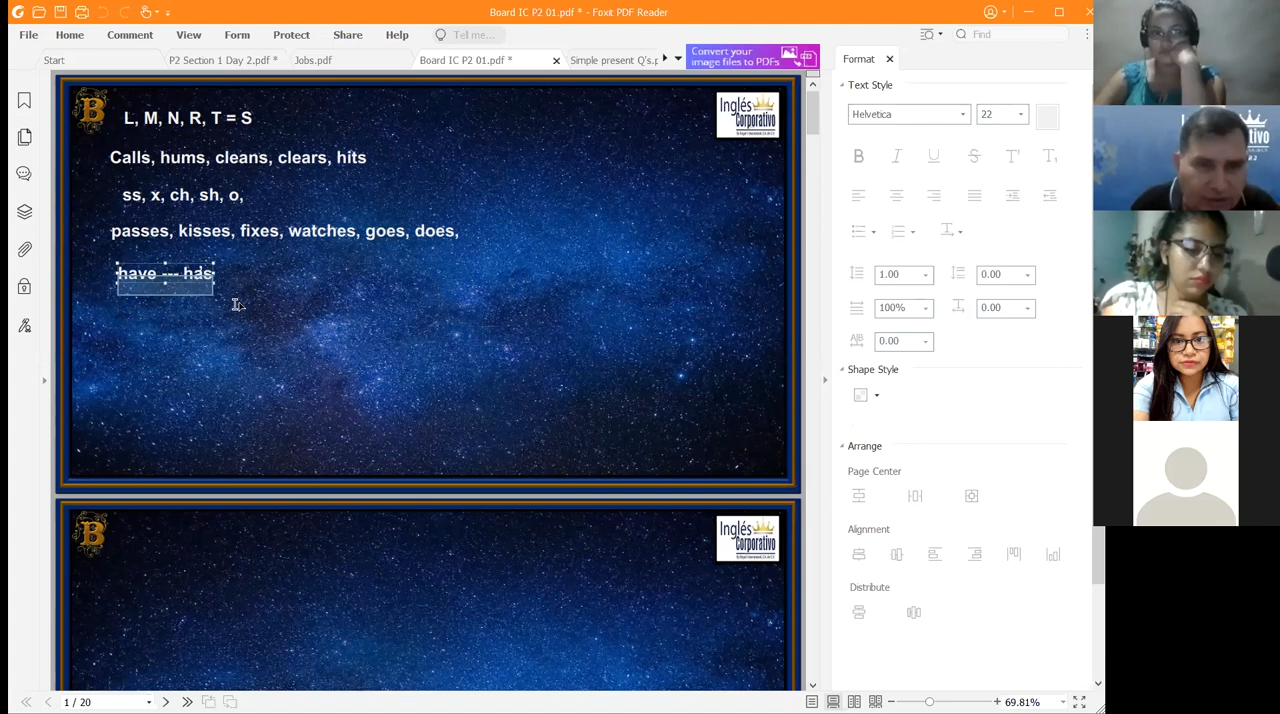 Board IC P2 01.pdf * - Foxit PDF Reader
File Home Comment View Form Protect Share Help Tell me... Find
Start P2 Section 1 Day 2.pdf * Jobs.pdf Board IC P2 01.pdf * Simple present Q's.p
Convert your
image files to PDFs
L, M, N, R, T = S
Calls, hums, cleans, clears, hits
ss, x, ch, sh, o,
passes, kisses, fixes, watches, goes, does,
have -- has
B
Inglés
Corporativo
B
Inglés
Corporativo
Format
Text Style
Helvetica 22
B I U S T T
1.00 0.00
100% 0.00
0.00
Shape Style
Arrange
Page Center
Alignment
Distribute
1 / 20
69.81%